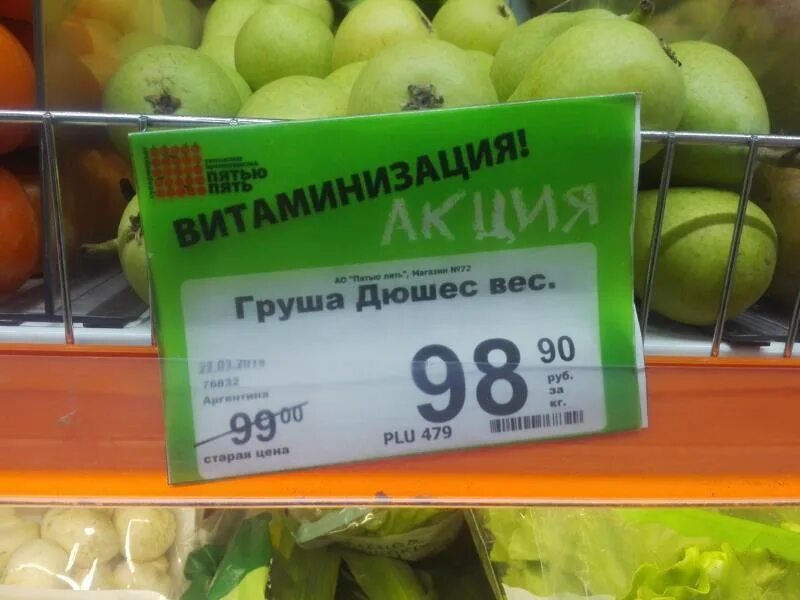 ПЯТЬЮ
ПЯТЬ
ВИТАМИНИЗАЦИЯ!
АКЦИЯ
АО "Пятью пять", Магазин №72
Груша Дюшес вес.
76832
Аргентина
99 00
старая цена
98 90
руб.
за
кг.
PLU 479